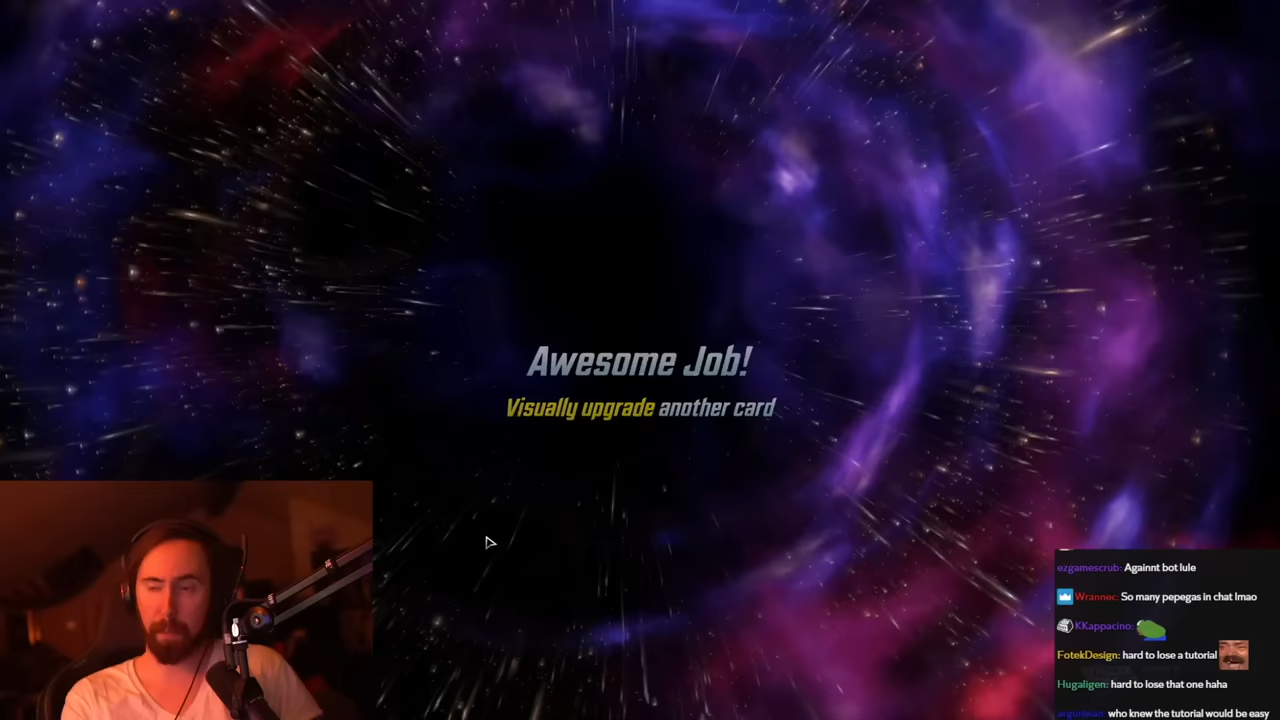 Awesome Job!
Visually upgrade another card
ezgamescrub: Againnt bot lule
Wrannec: So many pepegas in chat lmao
KKappacino:
FotekDesign: hard to lose a tutorial
Hugaligen: hard to lose that one haha
who knew the tutorial would be easy